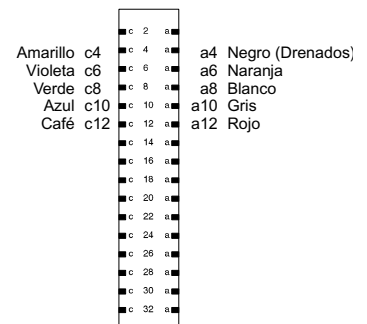 c 2 a
Amarillo c4 c 4 a a4 Negro (Drenados)
Violeta c6 c 6 a a6 Naranja
Verde c8 c 8 a a8 Blanco
Azul c10 c 10 a a10 Gris
Café c12 c 12 a a12 Rojo
c 14 a
c 16 a
c 18 a
c 20 a
c 22 a
c 24 a
c 26 a
c 28 a
c 30 a
c 32 a